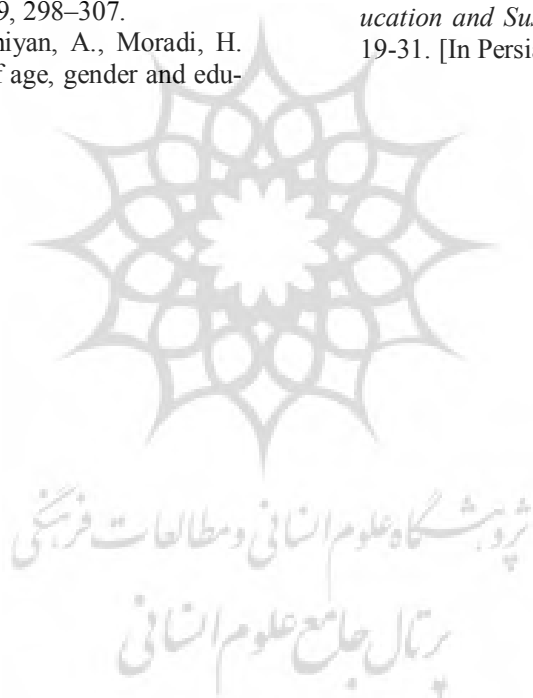 9, 298–307.
niyan, A., Moradi, H.
f age, gender and edu-
ucation and Sus
19-31. [In Persia
پژوهشگاه علوم انسانی و مطالعات فرهنگی
پرتال جامع علوم انسانی